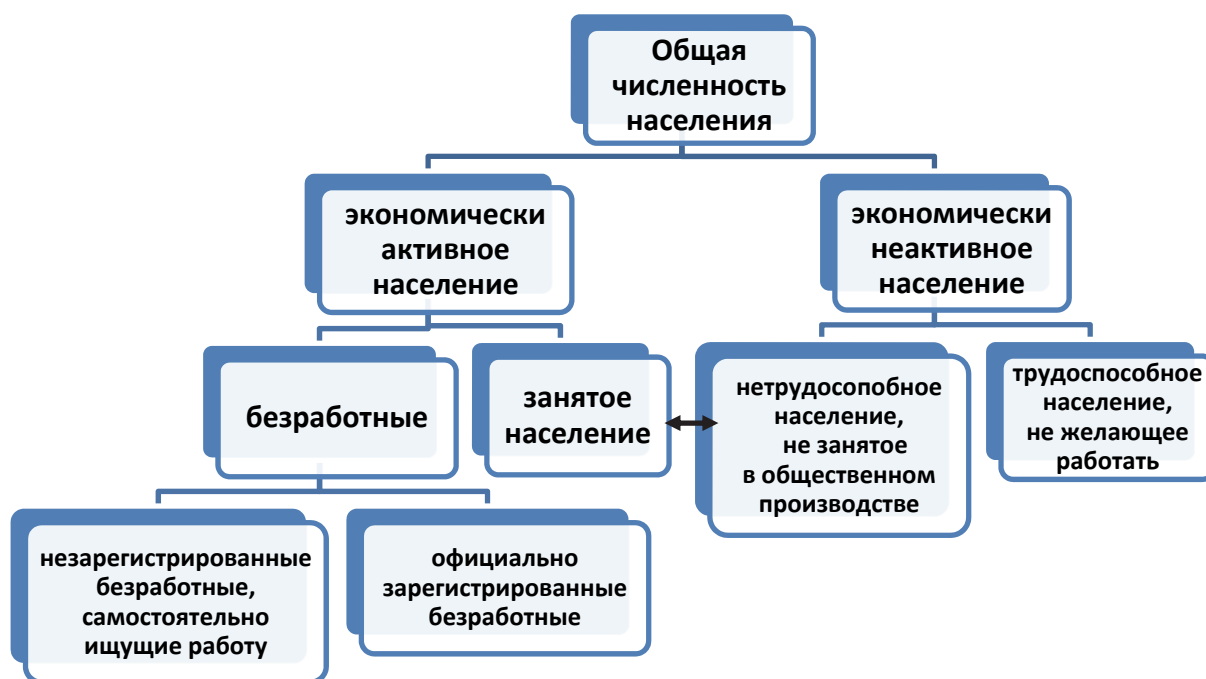 Общая
численность
населения
экономически
активное
население
экономически
неактивное
население
безработные
занятое
население
нетрудосопобное
население,
не занятое
в общественном
производстве
трудоспособное
население,
не желающее
работать
незарегистрированные
безработные,
самостоятельно
ищущие работу
официально
зарегистрированные
безработные